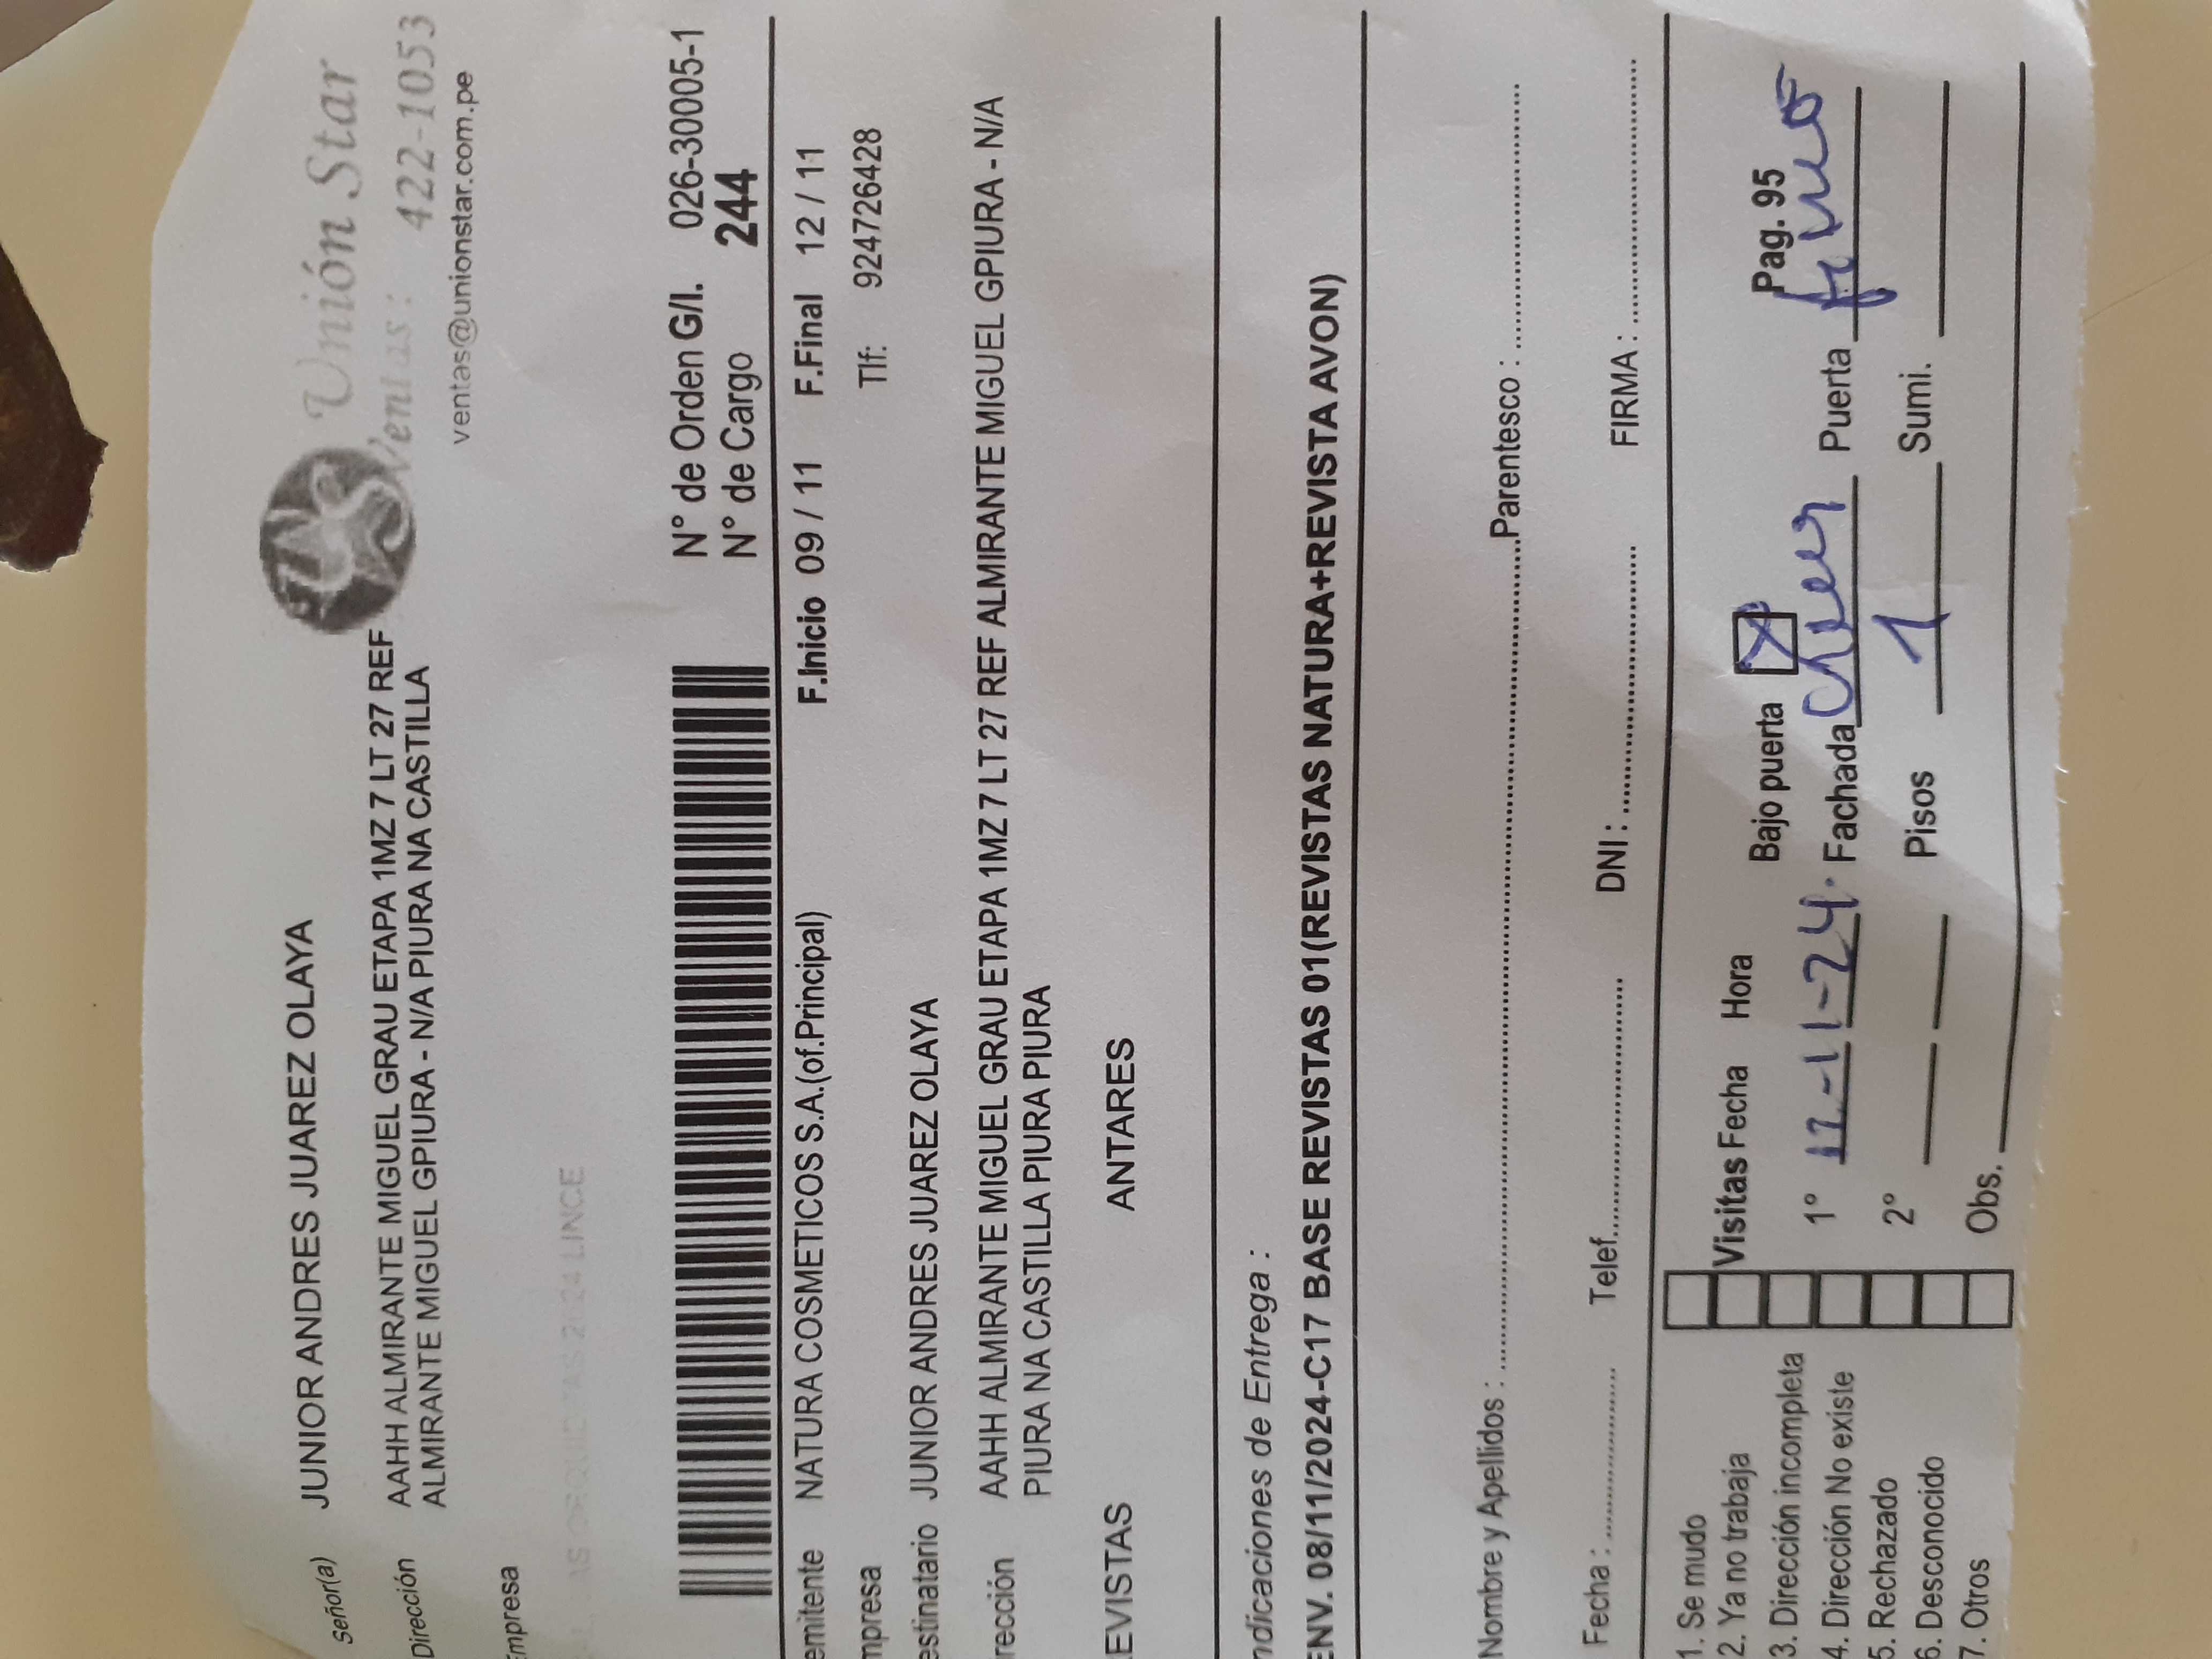 Unión Star
Ventas: 422-1053
ventas@unionstar.com.pe
Señor(a) JUNIOR ANDRES JUAREZ OLAYA
Dirección AAHH ALMIRANTE MIGUEL GRAU ETAPA 1MZ 7 LT 27 REF
ALMIRANTE MIGUEL GPIURA - N/A PIURA NA CASTILLA
Empresa
2024 LINCE
N° de Orden G/I. 026-30005-1
N° de Cargo 244
emitente NATURA COSMETICOS S.A.(of.Principal) F.Inicio 09 / 11 F.Final 12 / 11
mpresa Tlf: 924726428
estinatario JUNIOR ANDRES JUAREZ OLAYA
rección AAHH ALMIRANTE MIGUEL GRAU ETAPA 1MZ 7 LT 27 REF ALMIRANTE MIGUEL GPIURA - N/A
PIURA NA CASTILLA PIURA PIURA
EVISTAS ANTARES
ndicaciones de Entrega :
ENV. 08/11/2024-C17 BASE REVISTAS 01(REVISTAS NATURA+REVISTA AVON)
Nombre y Apellidos : Parentesco :
Fecha : Telef. DNI : FIRMA :
1. Se mudo
2. Ya no trabaja Visitas Fecha Hora Bajo puerta X Pag. 95
3. Dirección incompleta
4. Dirección No existe 1° 12-11-24. Fachada Puerta
5. Rechazado 2° Pisos 1 Sumi.
6. Desconocido
7. Otros Obs.